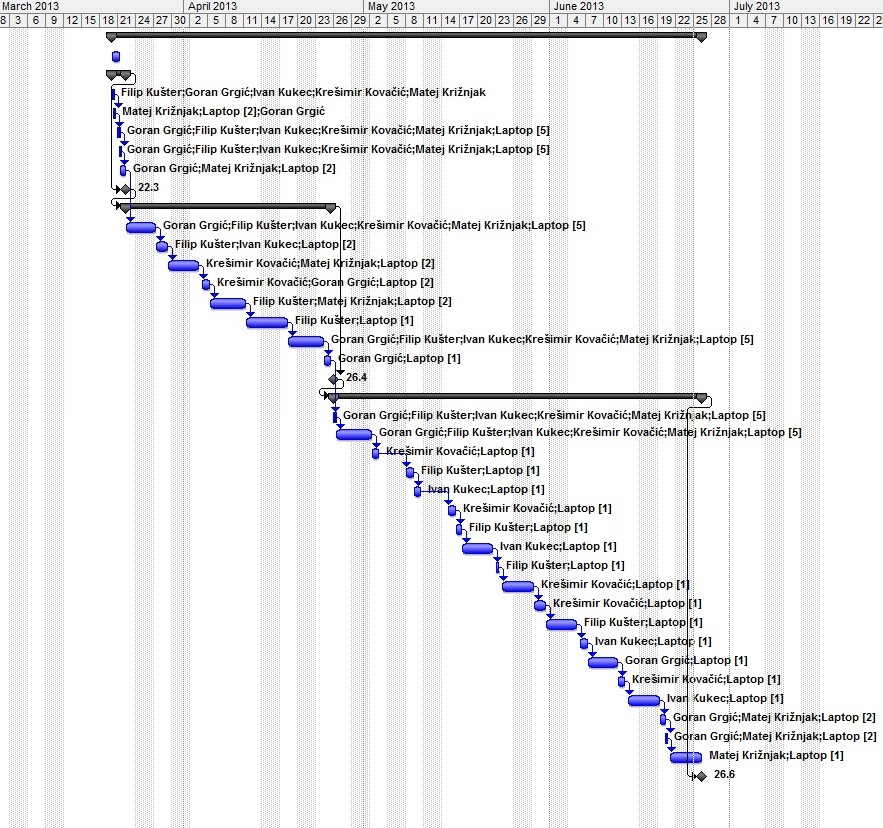 March 2013 April 2013 May 2013 June 2013 July 2013
8 3 6 9 12 15 18 21 24 27 30 2 5 8 11 14 17 20 23 26 29 2 5 8 11 14 17 20 23 26 29 1 4 7 10 13 16 19 22 25 28 1 4 7 10 13 16 19 22 2
Filip Kušter;Goran Grgić;Ivan Kukec;Krešimir Kovačić;Matej Križnjak
Matej Križnjak;Laptop [2];Goran Grgić
Goran Grgić;Filip Kušter;Ivan Kukec;Krešimir Kovačić;Matej Križnjak;Laptop [5]
Goran Grgić;Filip Kušter;Ivan Kukec;Krešimir Kovačić;Matej Križnjak;Laptop [5]
Goran Grgić;Matej Križnjak;Laptop [2]
22.3
Goran Grgić;Filip Kušter;Ivan Kukec;Krešimir Kovačić;Matej Križnjak;Laptop [5]
Filip Kušter;Ivan Kukec;Laptop [2]
Krešimir Kovačić;Matej Križnjak;Laptop [2]
Krešimir Kovačić;Goran Grgić;Laptop [2]
Filip Kušter;Matej Križnjak;Laptop [2]
Filip Kušter;Laptop [1]
Goran Grgić;Filip Kušter;Ivan Kukec;Krešimir Kovačić;Matej Križnjak;Laptop [5]
Goran Grgić;Laptop [1]
26.4
Goran Grgić;Filip Kušter;Ivan Kukec;Krešimir Kovačić;Matej Križnjak;Laptop [5]
Goran Grgić;Filip Kušter;Ivan Kukec;Krešimir Kovačić;Matej Križnjak;Laptop [5]
Krešimir Kovačić;Laptop [1]
Filip Kušter;Laptop [1]
Ivan Kukec;Laptop [1]
Krešimir Kovačić;Laptop [1]
Filip Kušter;Laptop [1]
Ivan Kukec;Laptop [1]
Filip Kušter;Laptop [1]
Krešimir Kovačić;Laptop [1]
Krešimir Kovačić;Laptop [1]
Filip Kušter;Laptop [1]
Ivan Kukec;Laptop [1]
Goran Grgić;Laptop [1]
Krešimir Kovačić;Laptop [1]
Ivan Kukec;Laptop [1]
Goran Grgić;Matej Križnjak;Laptop [2]
Goran Grgić;Matej Križnjak;Laptop [2]
Matej Križnjak;Laptop [1]
26.6